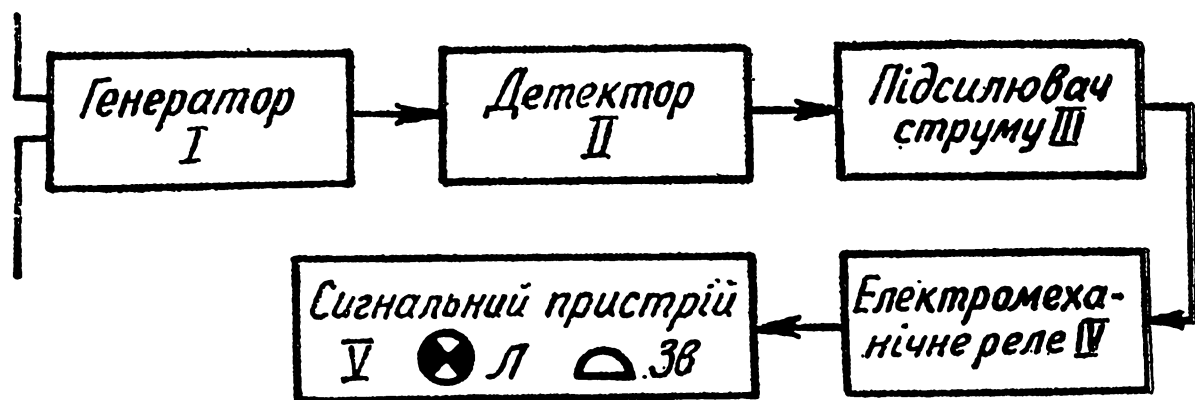 Генератор
I
Детектор
II
Підсилювач
струму III
Електромеха-
нічне реле IV
Сигнальний пристрій
V Л Зв